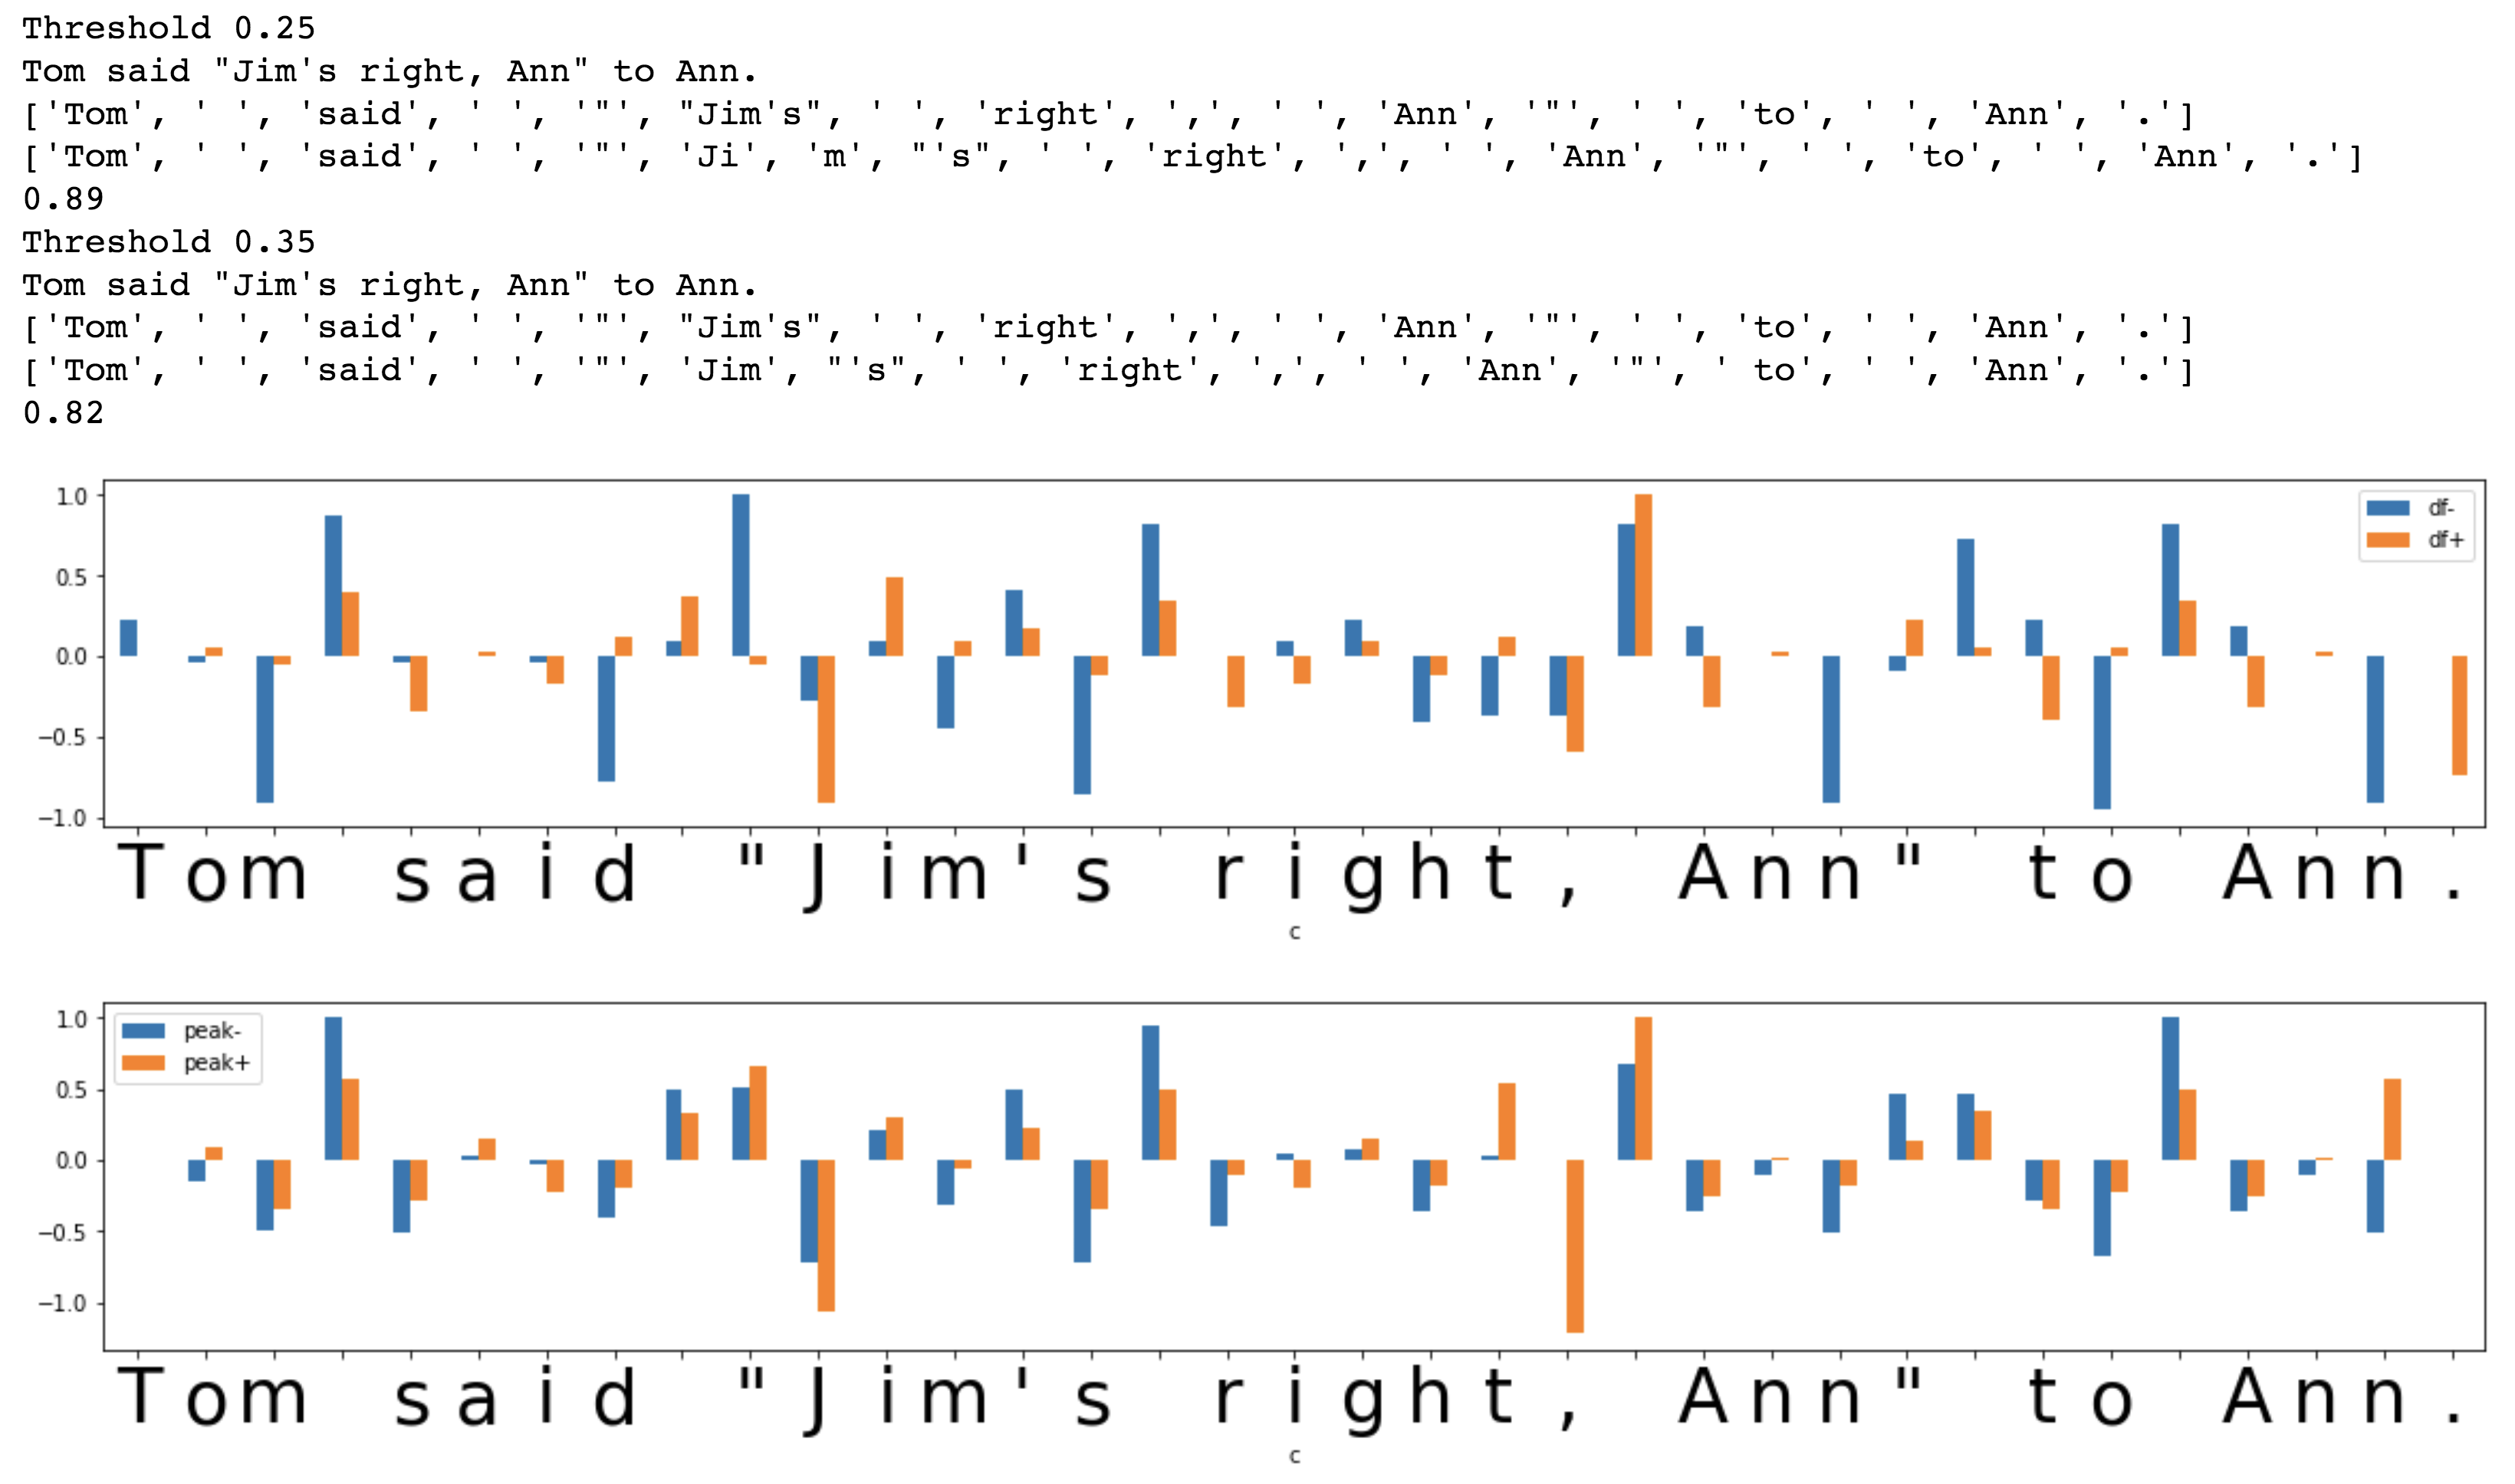 Threshold 0.25
Tom said "Jim's right, Ann" to Ann.
['Tom', ' ', 'said', ' ', '"', "Jim's", ' ', 'right', ',', ' ', 'Ann', '"', ' ', 'to', ' ', 'Ann', '.']
['Tom', ' ', 'said', ' ', '"', 'Ji', 'm', "'s", ' ', 'right', ',', ' ', 'Ann', '"', ' ', 'to', ' ', 'Ann', '.']
0.89
Threshold 0.35
Tom said "Jim's right, Ann" to Ann.
['Tom', ' ', 'said', ' ', '"', "Jim's", ' ', 'right', ',', ' ', 'Ann', '"', ' ', 'to', ' ', 'Ann', '.']
['Tom', ' ', 'said', ' ', '"', 'Jim', "'s", ' ', 'right', ',', ' ', 'Ann', '"', ' to', ' ', 'Ann', '.']
0.82
1.0
0.5
0.0
−0.5
−1.0
df-
df+
T o m   s a i d   " J i m ' s   r i g h t ,   A n n "   t o   A n n .
c
1.0
0.5
0.0
−0.5
−1.0
peak-
peak+
T o m   s a i d   " J i m ' s   r i g h t ,   A n n "   t o   A n n .
c